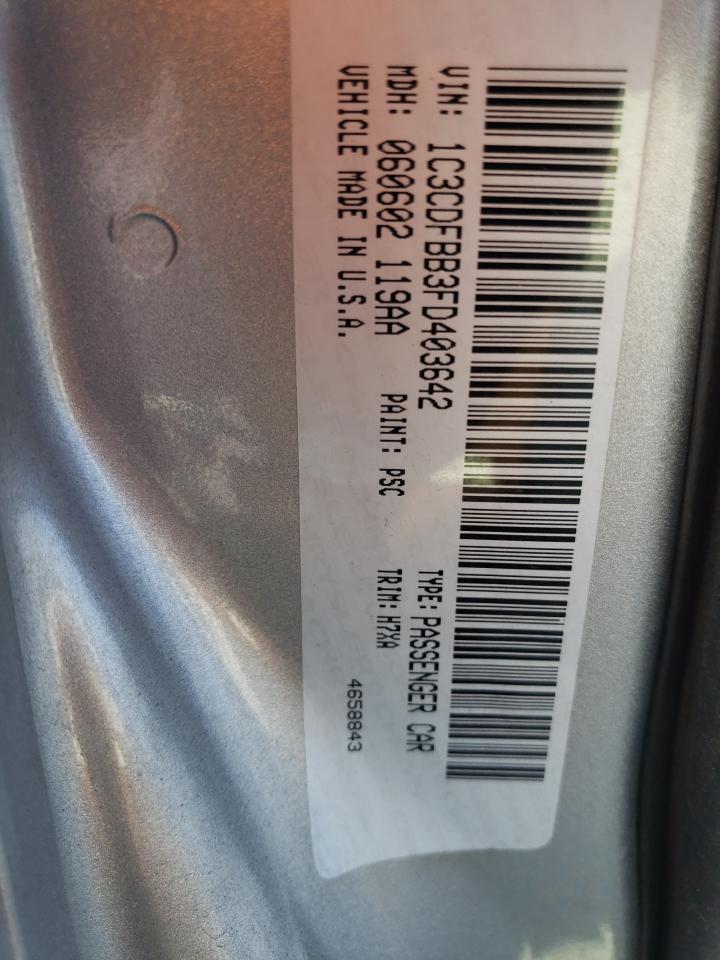 VIN: 1C3CDFBB3FD403642 TYPE: PASSENGER CAR
MDH: 060602 119AA PAINT: PSC TRIM: H7XA
VEHICLE MADE IN U.S.A. 4658843